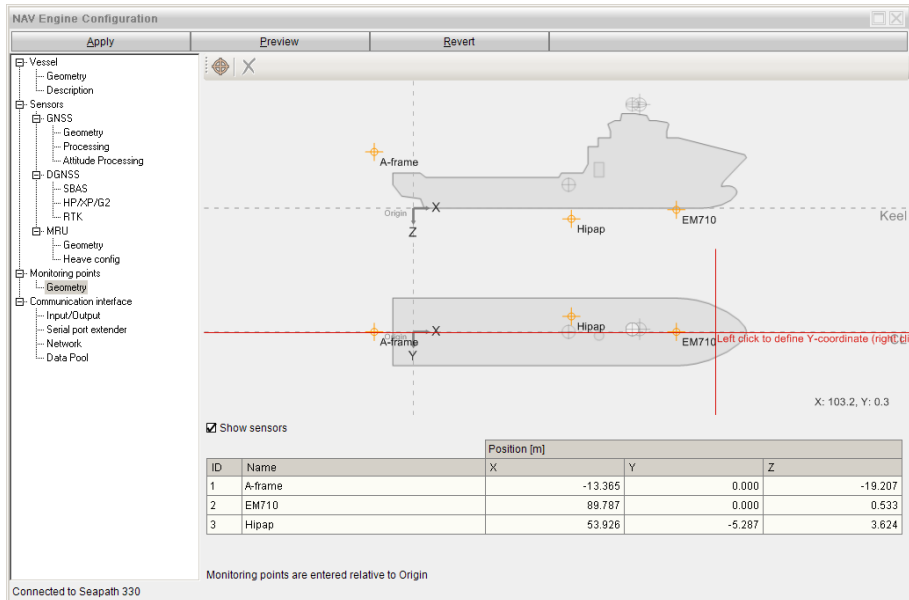 NAV Engine Configuration
Apply Preview Revert
Vessel
Geometry
Description
Sensors
GNSS
Geometry
Processing
Attitude Processing
DGNSS
SBAS
HP/XP/G2
RTK
MRU
Geometry
Heave config
Monitoring points
Geometry
Communication interface
Input/Output
Serial port extender
Network
Data Pool
A-frame
Origin X
Z
Hipap
EM710
Keel
Hipap
Origin X
A-frame
Y
EM710
Left click to define Y-coordinate (right cli
CL
X: 103.2, Y: 0.3
Show sensors
Position [m]
ID Name X Y Z
1 A-frame -13.365 0.000 -19.207
2 EM710 89.787 0.000 0.533
3 Hipap 53.926 -5.287 3.624
Monitoring points are entered relative to Origin
Connected to Seapath 330